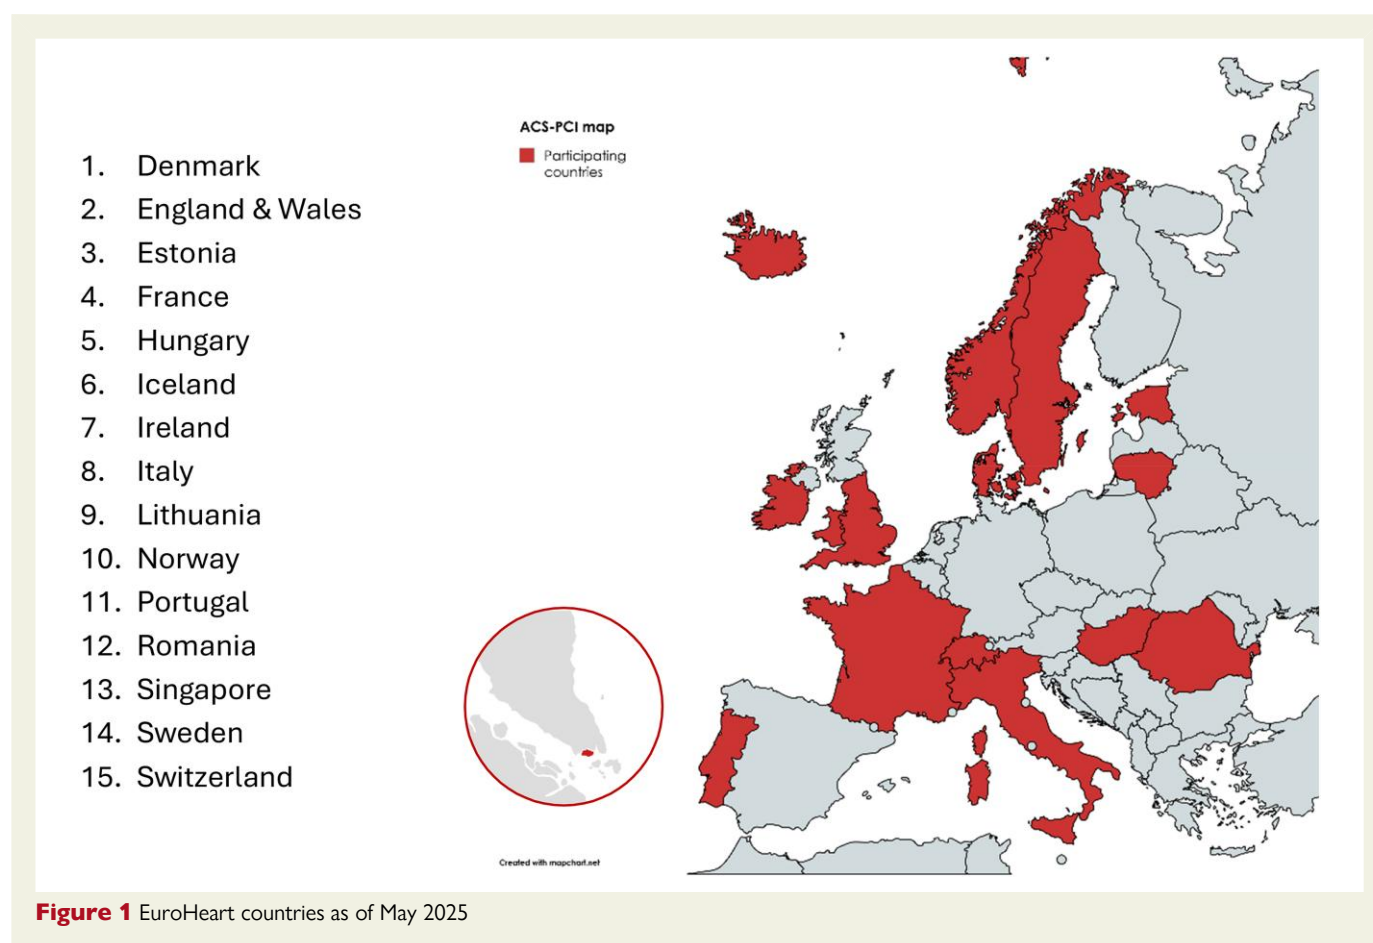 ACS-PCI map
Participating
countries
1. Denmark
2. England & Wales
3. Estonia
4. France
5. Hungary
6. Iceland
7. Ireland
8. Italy
9. Lithuania
10. Norway
11. Portugal
12. Romania
13. Singapore
14. Sweden
15. Switzerland
Created with mapchart.net
Figure 1 EuroHeart countries as of May 2025